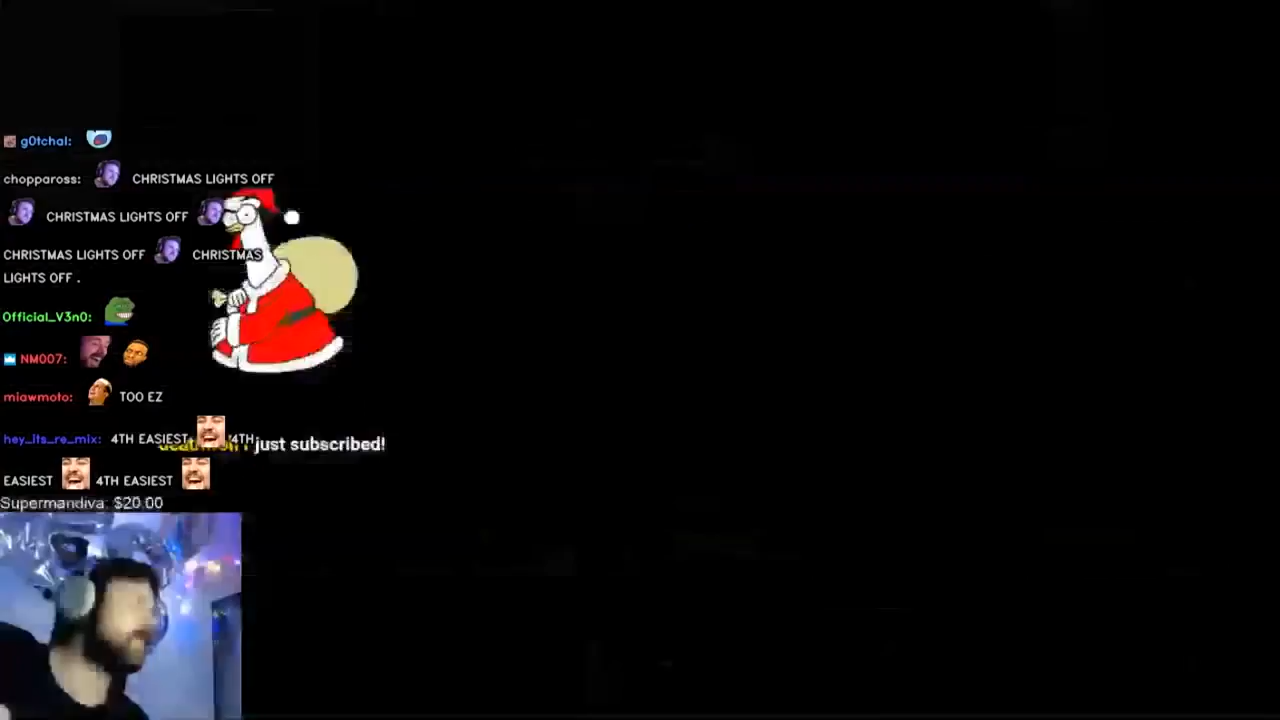 g0tchal:
choppaross: CHRISTMAS LIGHTS OFF
CHRISTMAS LIGHTS OFF
CHRISTMAS LIGHTS OFF CHRISTMAS
LIGHTS OFF .
Official_V3n0:
NM007:
miawmoto: TOO EZ
hey_its_re_mix: 4TH EASIEST 4TH
just subscribed!
EASIEST 4TH EASIEST
Supermandiva: $20.00